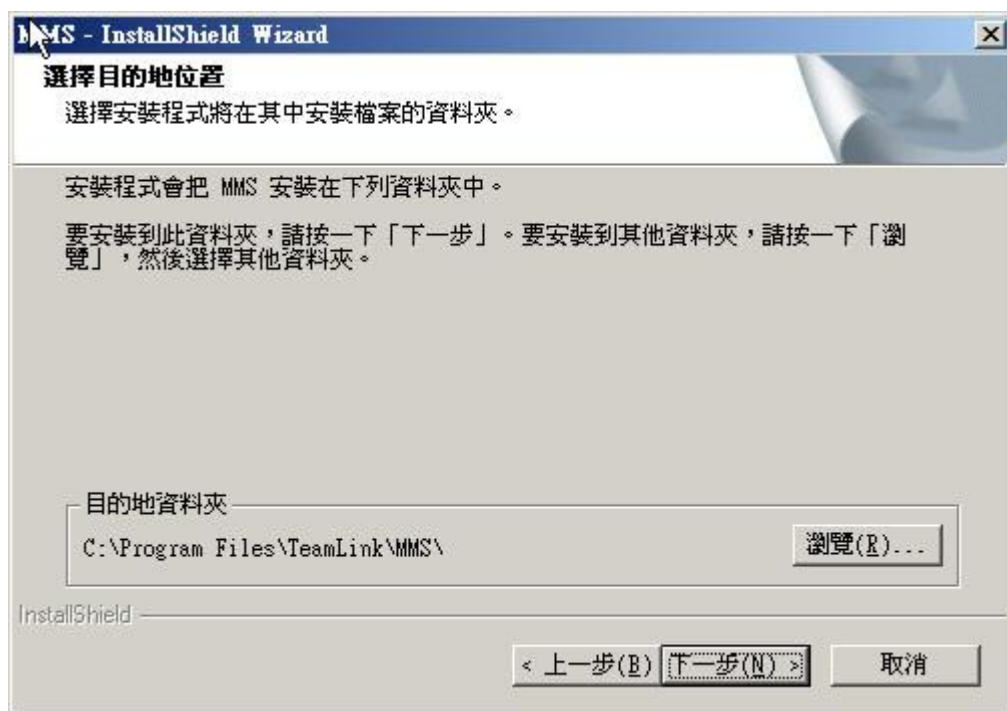 MMS - InstallShield Wizard
選擇目的地位置
選擇安裝程式將在其中安裝檔案的資料夾。
安裝程式會把 MMS 安裝在下列資料夾中。
要安裝到此資料夾，請按一下「下一步」。要安裝到其他資料夾，請按一下「瀏
覽」，然後選擇其他資料夾。
目的地資料夾
C:\Program Files\TeamLink\MMS\
瀏覽(R)...
InstallShield
< 上一步(B)
下一步(N) >
取消